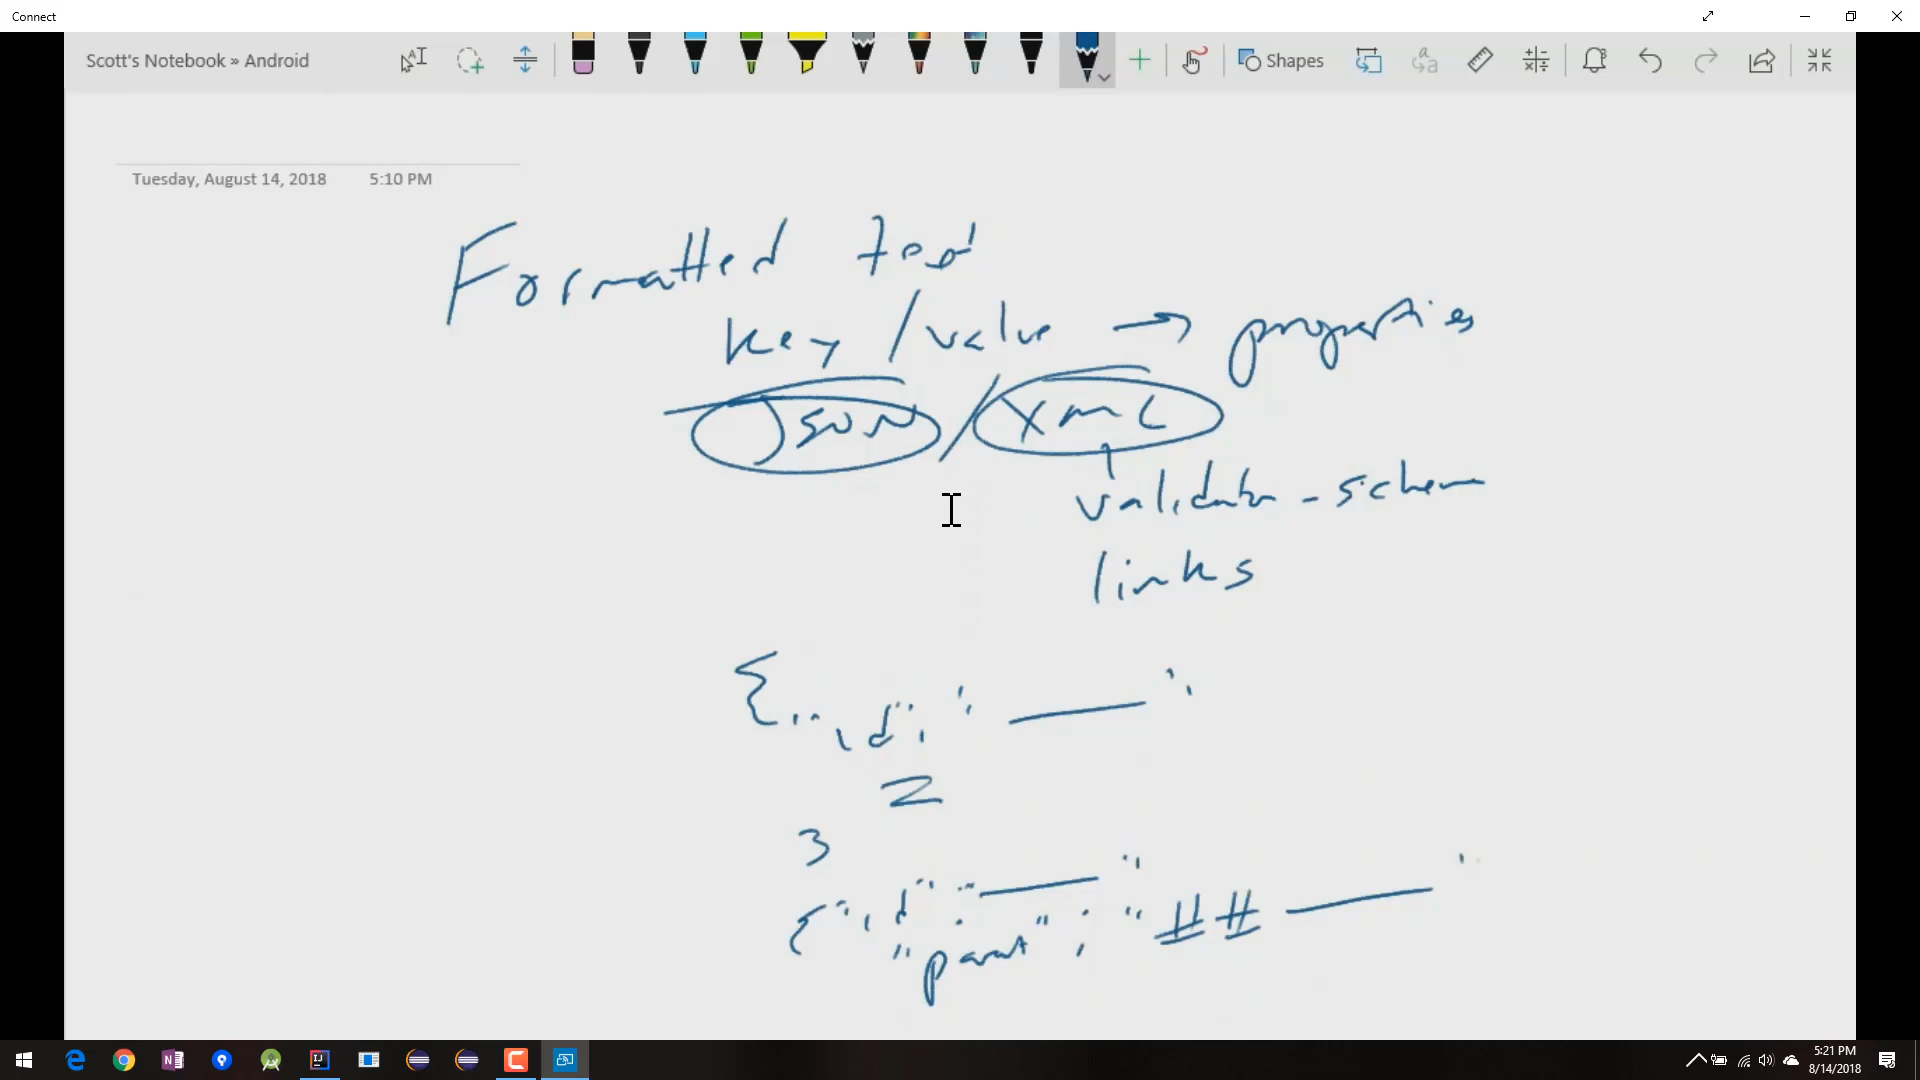 Connect
Scott's Notebook » Android
Shapes
Tuesday, August 14, 2018 5:10 PM
Formatted text
key / value → properties
JSON / XML
validator - schema
links
{ "id": " "
}
{ "id": " "
"parent" : " ## "
5:21 PM
8/14/2018